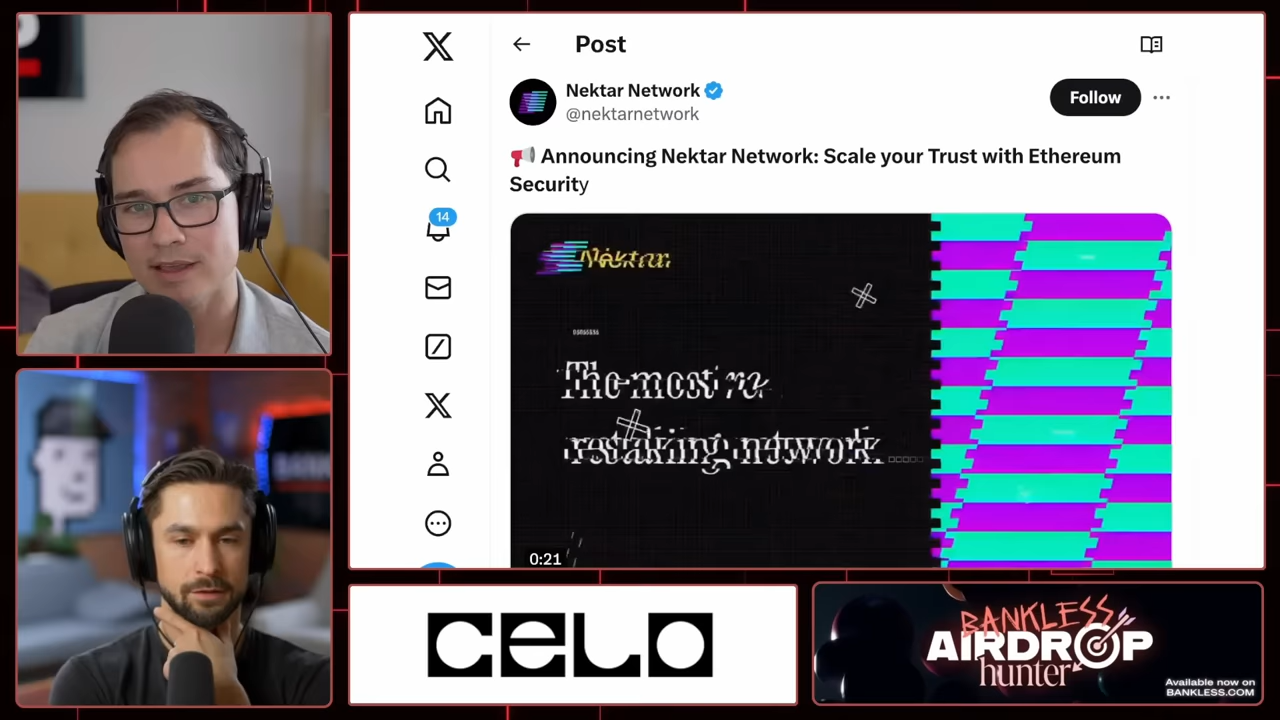 Post
Nektar Network
@nektarnetwork
Follow
📢 Announcing Nektar Network: Scale your Trust with Ethereum
Security
14
Nektar
The most
restaking network.
0:21
CELO
BANKLESS
AIRDROP
hunter
Available now on
BANKLESS.COM